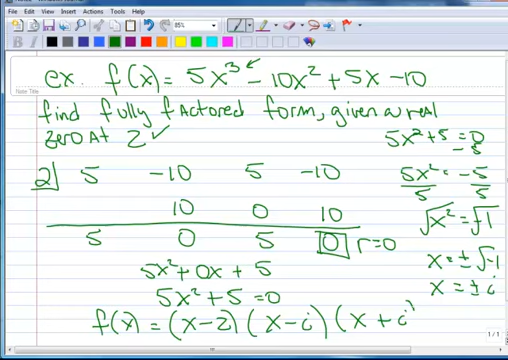 File Edit View Insert Actions Tools Help
85%
ex. f(x) = 5x³ - 10x² + 5x - 10
Note Title
find fully factored form, given a real
zero at 2 ✓
5x² + 5 = 0
- 5
2 5 -10 5 -10
5x² = -5
5 5
10 0 10
√x² = √-1
5 0 5 0 r=0
x = ± √-1
5x² + 0x + 5
x = ± i
5x² + 5 = 0
f(x) = (x-2) (x-i) (x+i)
1/1